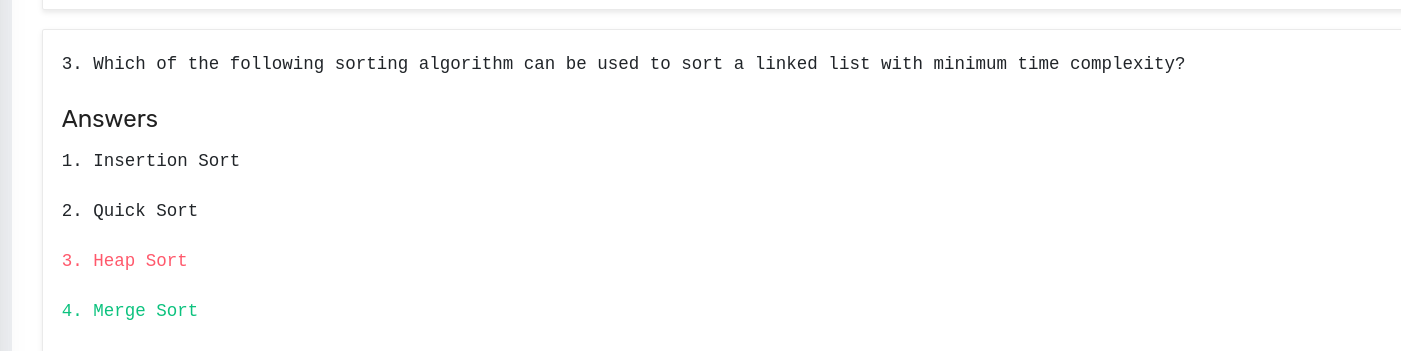 3. Which of the following sorting algorithm can be used to sort a linked list with minimum time complexity?
Answers
1. Insertion Sort
2. Quick Sort
3. Heap Sort
4. Merge Sort